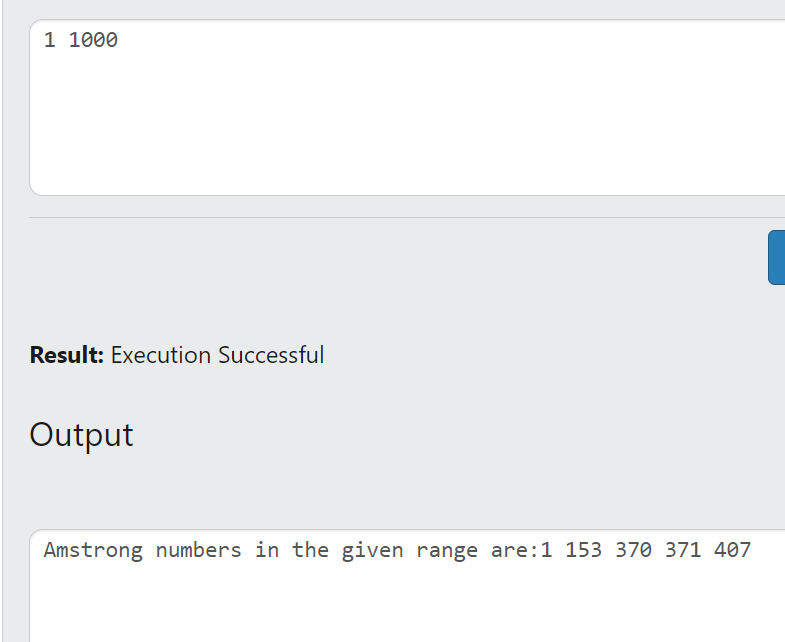 1 1000
Result: Execution Successful
Output
Amstrong numbers in the given range are:1 153 370 371 407